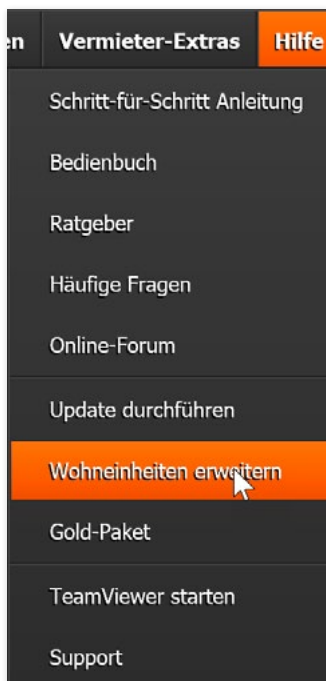 en Vermieter-Extras Hilfe
Schritt-für-Schritt Anleitung
Bedienbuch
Ratgeber
Häufige Fragen
Online-Forum
Update durchführen
Wohneinheiten erweitern
Gold-Paket
TeamViewer starten
Support